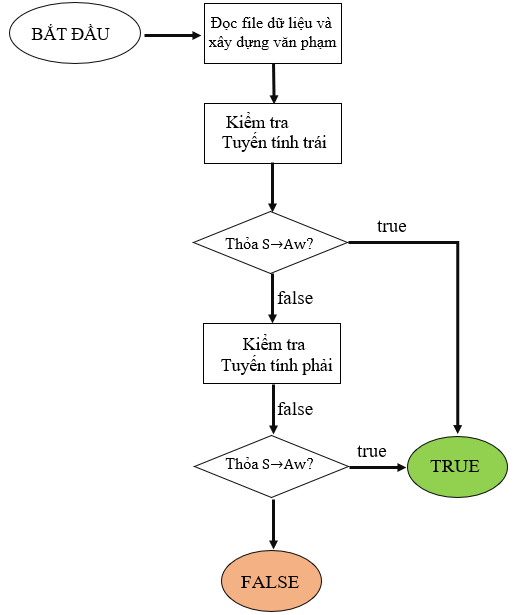 BẮT ĐẦU
Đọc file dữ liệu và
xây dựng văn phạm
Kiểm tra
Tuyến tính trái
Thỏa S→Aw?
true
false
Kiểm tra
Tuyến tính phải
false
Thỏa S→Aw?
true
TRUE
FALSE